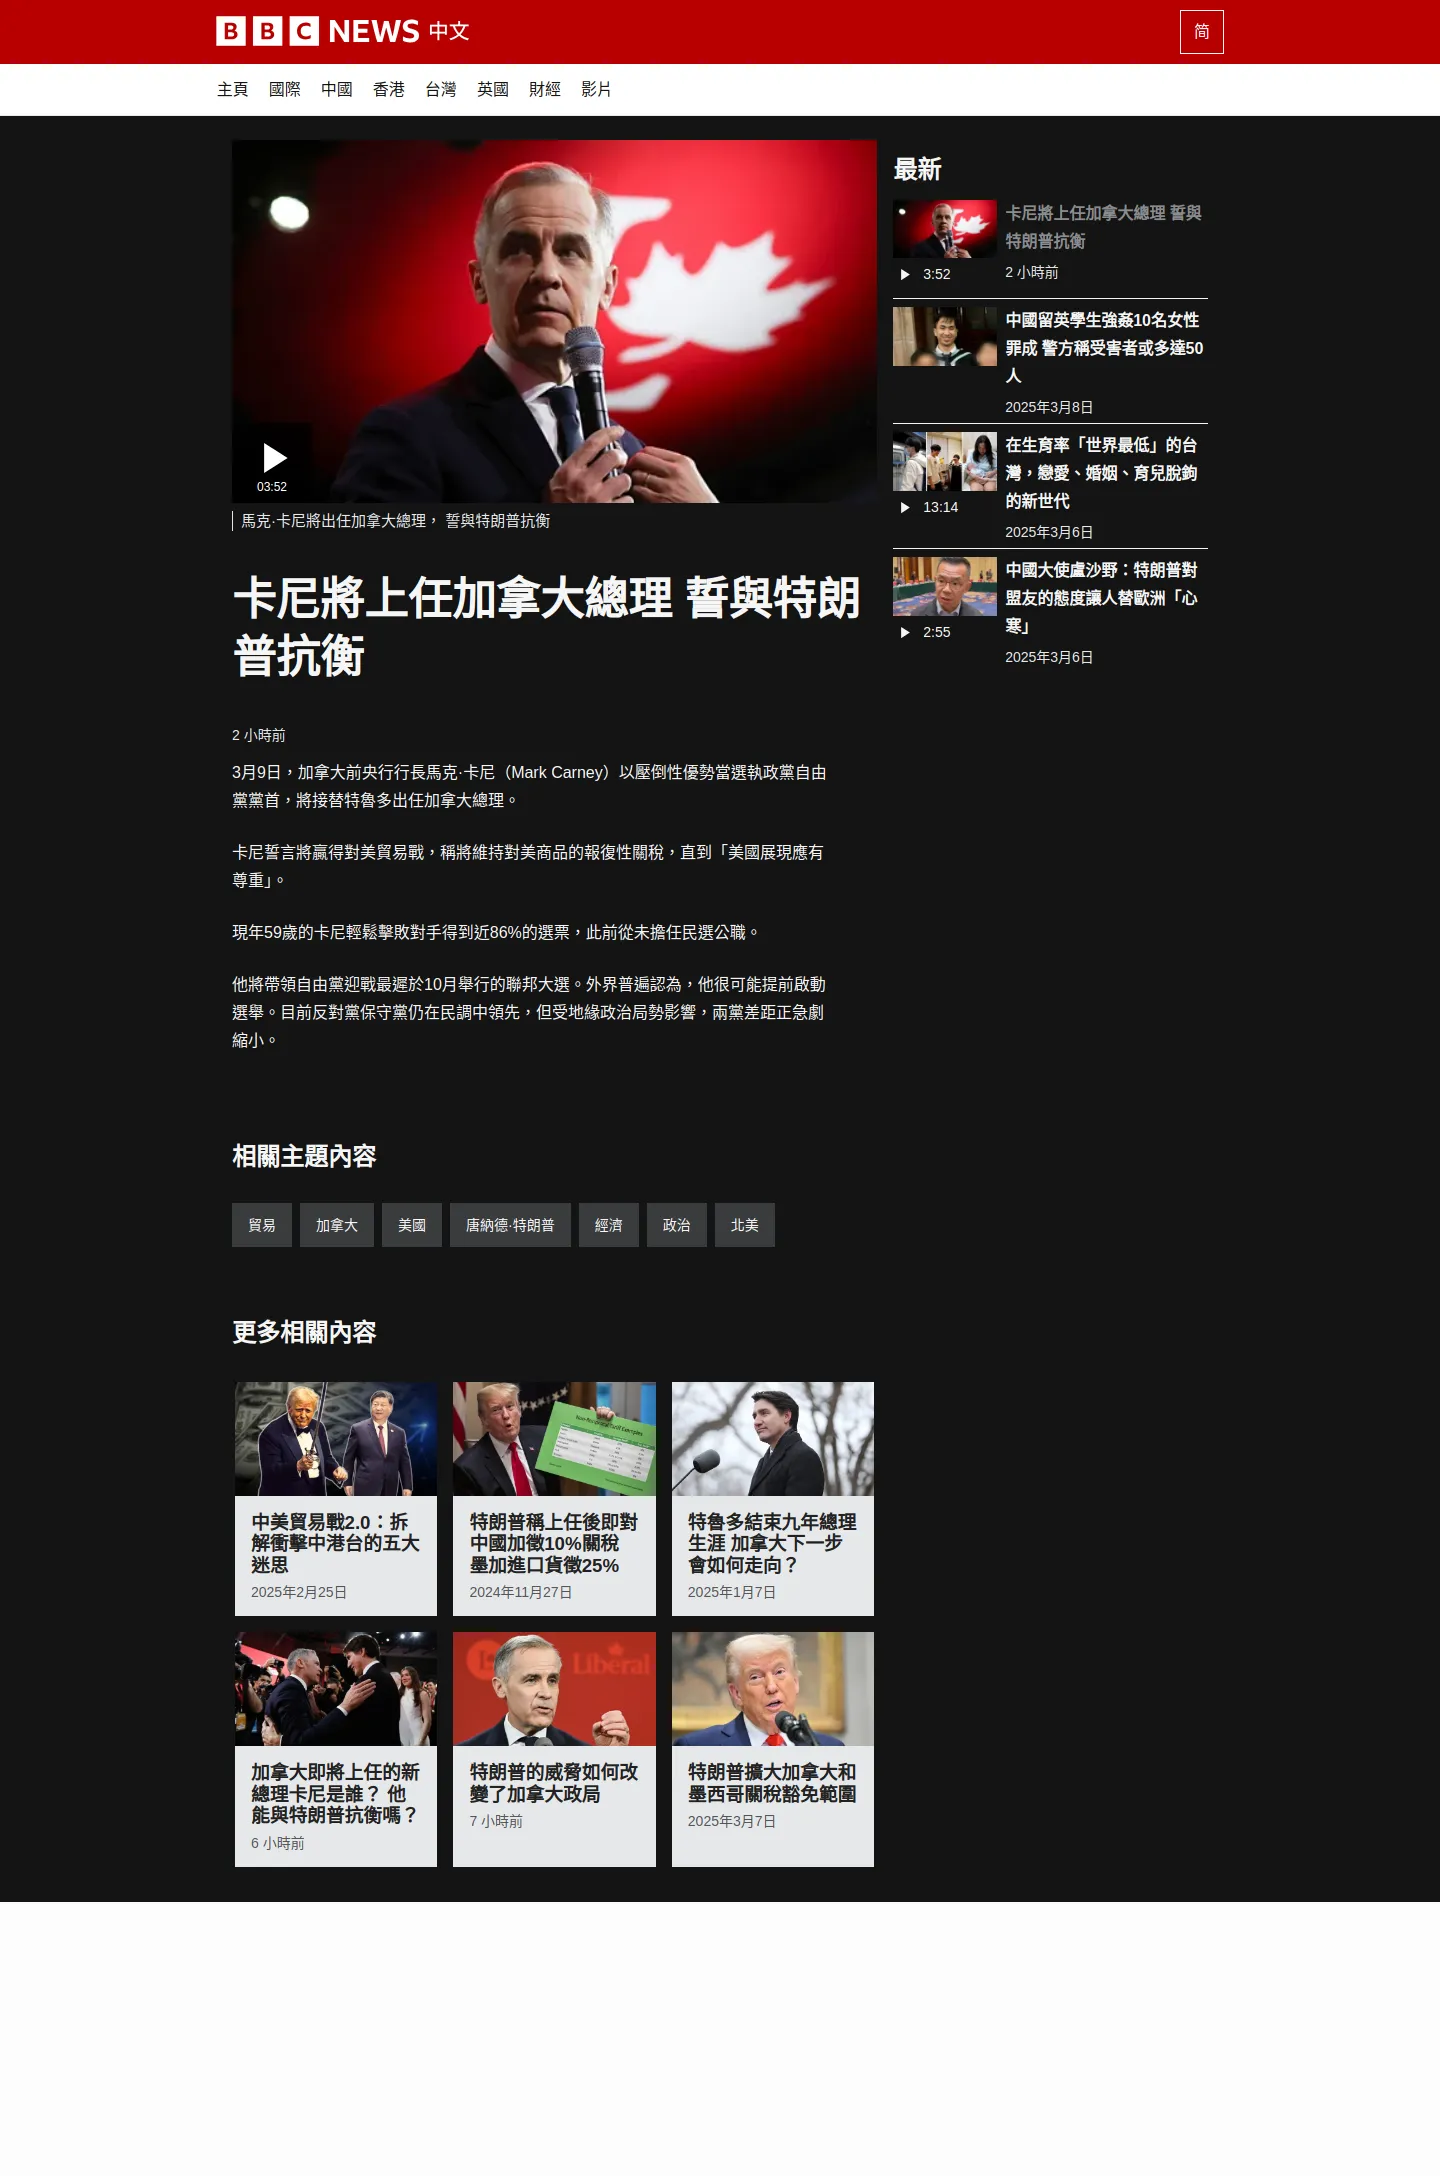 BBC NEWS 中文
简
主頁 國際 中國 香港 台灣 英國 財經 影片
03:52
馬克·卡尼將出任加拿大總理， 誓與特朗普抗衡
卡尼將上任加拿大總理 誓與特朗
普抗衡
2 小時前
3月9日，加拿大前央行行長馬克·卡尼（Mark Carney）以壓倒性優勢當選執政黨自由
黨黨首，將接替特魯多出任加拿大總理。
卡尼誓言將贏得對美貿易戰，稱將維持對美商品的報復性關稅，直到「美國展現應有
尊重」。
現年59歲的卡尼輕鬆擊敗對手得到近86%的選票，此前從未擔任民選公職。
他將帶領自由黨迎戰最遲於10月舉行的聯邦大選。外界普遍認為，他很可能提前啟動
選舉。目前反對黨保守黨仍在民調中領先，但受地緣政治局勢影響，兩黨差距正急劇
縮小。
最新
卡尼將上任加拿大總理 誓與
特朗普抗衡
3:52
2 小時前
中國留英學生強姦10名女性
罪成 警方稱受害者或多達50
人
2025年3月8日
在生育率「世界最低」的台
灣，戀愛、婚姻、育兒脫鉤
的新世代
13:14
2025年3月6日
中國大使盧沙野：特朗普對
盟友的態度讓人替歐洲「心
寒」
2:55
2025年3月6日
相關主題內容
貿易 加拿大 美國 唐納德·特朗普 經濟 政治 北美
更多相關內容
中美貿易戰2.0：拆
解衝擊中港台的五大
迷思
2025年2月25日
特朗普稱上任後即對
中國加徵10%關稅
墨加進口貨徵25%
2024年11月27日
特魯多結束九年總理
生涯 加拿大下一步
會如何走向？
2025年1月7日
加拿大即將上任的新
總理卡尼是誰？ 他
能與特朗普抗衡嗎？
6 小時前
Liberal
特朗普的威脅如何改
變了加拿大政局
7 小時前
特朗普擴大加拿大和
墨西哥關稅豁免範圍
2025年3月7日